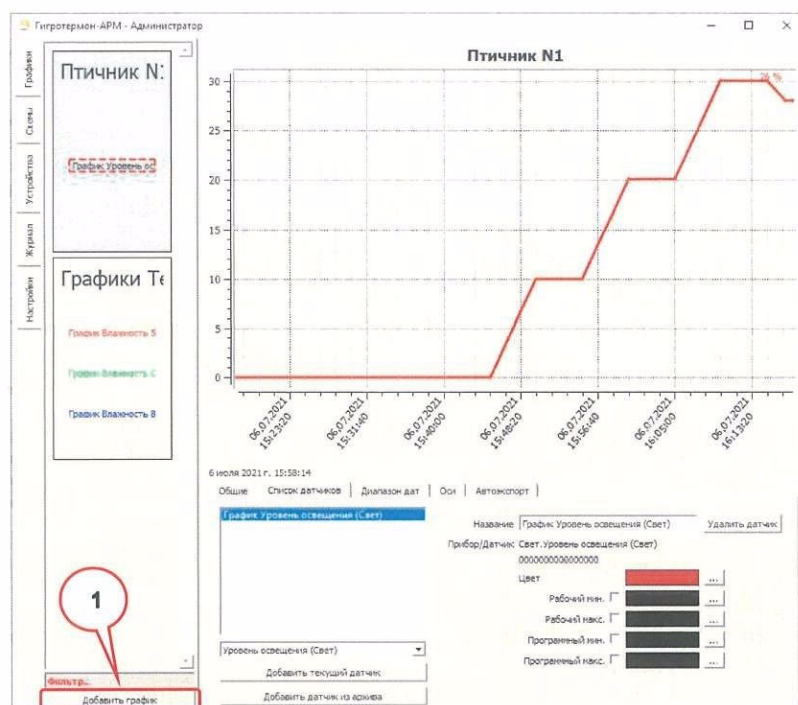 Гигротермон-АРМ - Администратор
Графики
Схемы
Устройства
Журнал
Настройки
Птичник N:
График Уровень ос
Графики Те
График Влажность 5
График Влажность С
График Влажность 8
1
Фильтр...
Добавить график
Птичник N1
30
25
20
15
10
5
0
26 %
06.07.2021
15:23:20
06.07.2021
15:31:40
06.07.2021
15:40:00
06.07.2021
15:48:20
06.07.2021
15:56:40
06.07.2021
16:05:00
06.07.2021
16:13:20
6 июля 2021 г. 15:58:14
Общие Список датчиков Диапазон дат Оси Автоэкспорт
График Уровень освещения (Свет)
Уровень освещения (Свет)
Добавить текущий датчик
Добавить датчик из архива
Название График Уровень освещения (Свет) Удалить датчик
Прибор/Датчик Свет.Уровень освещения (Свет)
0000000000000000
Цвет ...
Рабочий мин. ...
Рабочий макс. ...
Программный мин. ...
Программный макс. ...